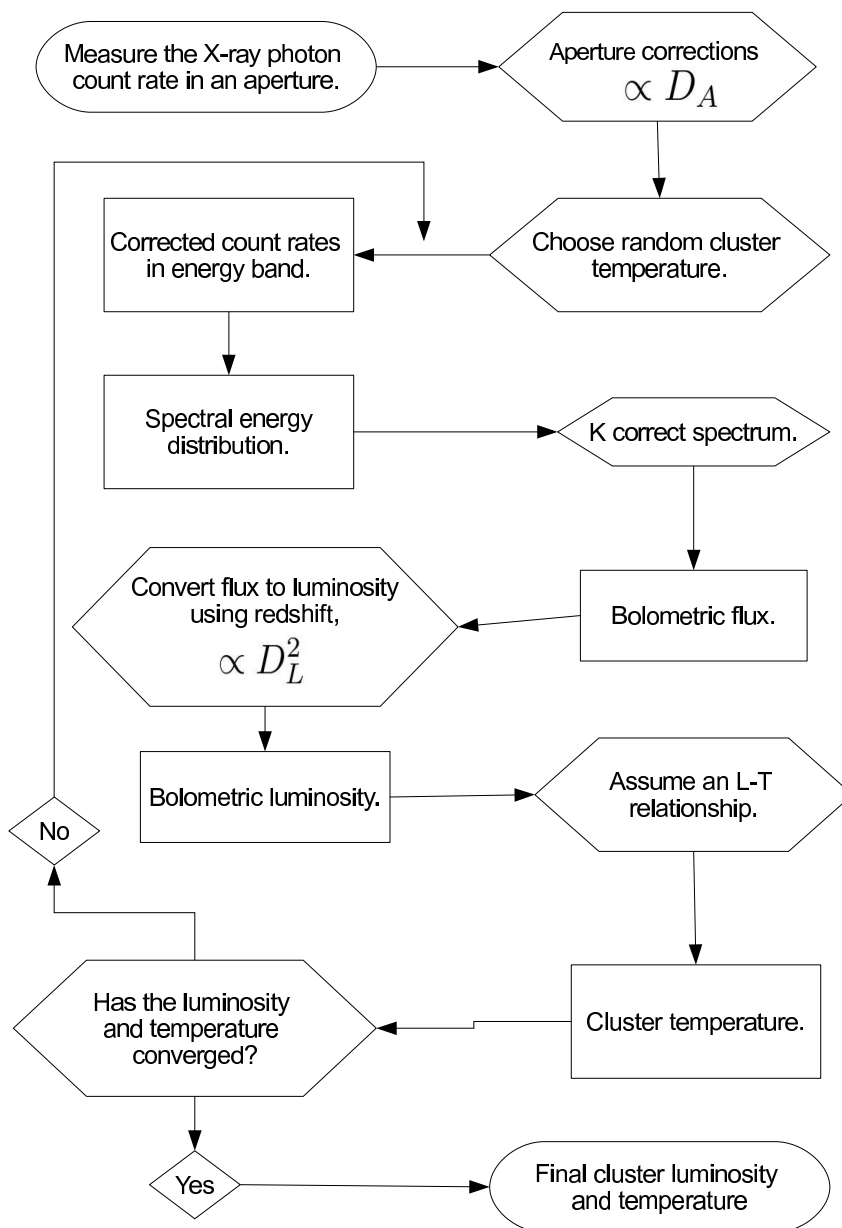 Measure the X-ray photon
count rate in an aperture.
Aperture corrections
∝ D_A
Choose random cluster
temperature.
Corrected count rates
in energy band.
Spectral energy
distribution.
K correct spectrum.
Bolometric flux.
Convert flux to luminosity
using redshift,
∝ D_L^2
Bolometric luminosity.
Assume an L-T
relationship.
Cluster temperature.
Has the luminosity
and temperature
converged?
No
Yes
Final cluster luminosity
and temperature